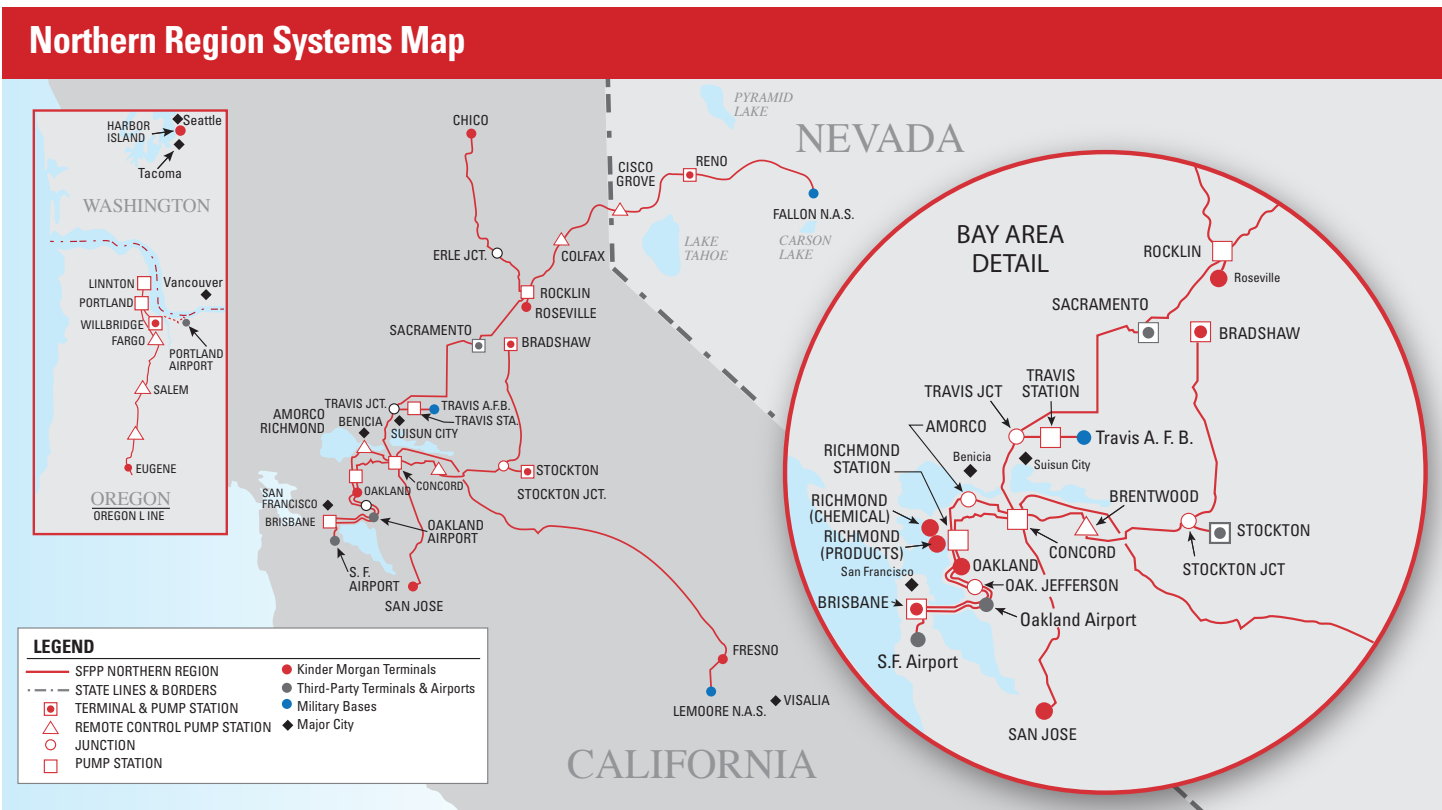 Northern Region Systems Map
HARBOR
ISLAND
Seattle
Tacoma
WASHINGTON
LINNTON
Vancouver
PORTLAND
WILLBRIDGE
FARGO
PORTLAND
AIRPORT
SALEM
EUGENE
OREGON
OREGON L INE
PYRAMID
LAKE
NEVADA
CHICO
CISCO
GROVE
RENO
FALLON N.A.S.
LAKE
TAHOE
CARSON
LAKE
ERLE JCT.
COLFAX
ROCKLIN
ROSEVILLE
SACRAMENTO
BRADSHAW
TRAVIS JCT.
TRAVIS A.F.B.
TRAVIS STA.
AMORCO
RICHMOND
BENICIA
SUISUN CITY
STOCKTON
STOCKTON JCT.
OAKLAND
CONCORD
SAN
FRANCISCO
BRISBANE
OAKLAND
AIRPORT
S. F.
AIRPORT
SAN JOSE
FRESNO
LEMOORE N.A.S.
VISALIA
CALIFORNIA
BAY AREA
DETAIL
ROCKLIN
Roseville
SACRAMENTO
BRADSHAW
TRAVIS JCT
TRAVIS
STATION
AMORCO
Travis A. F. B.
Benicia
Suisun City
RICHMOND
STATION
RICHMOND
(CHEMICAL)
RICHMOND
(PRODUCTS)
BRENTWOOD
STOCKTON
CONCORD
STOCKTON JCT
San Francisco
OAKLAND
OAK. JEFFERSON
BRISBANE
Oakland Airport
S.F. Airport
SAN JOSE
LEGEND
SFPP NORTHERN REGION
STATE LINES & BORDERS
TERMINAL & PUMP STATION
REMOTE CONTROL PUMP STATION
JUNCTION
PUMP STATION
Kinder Morgan Terminals
Third-Party Terminals & Airports
Military Bases
Major City